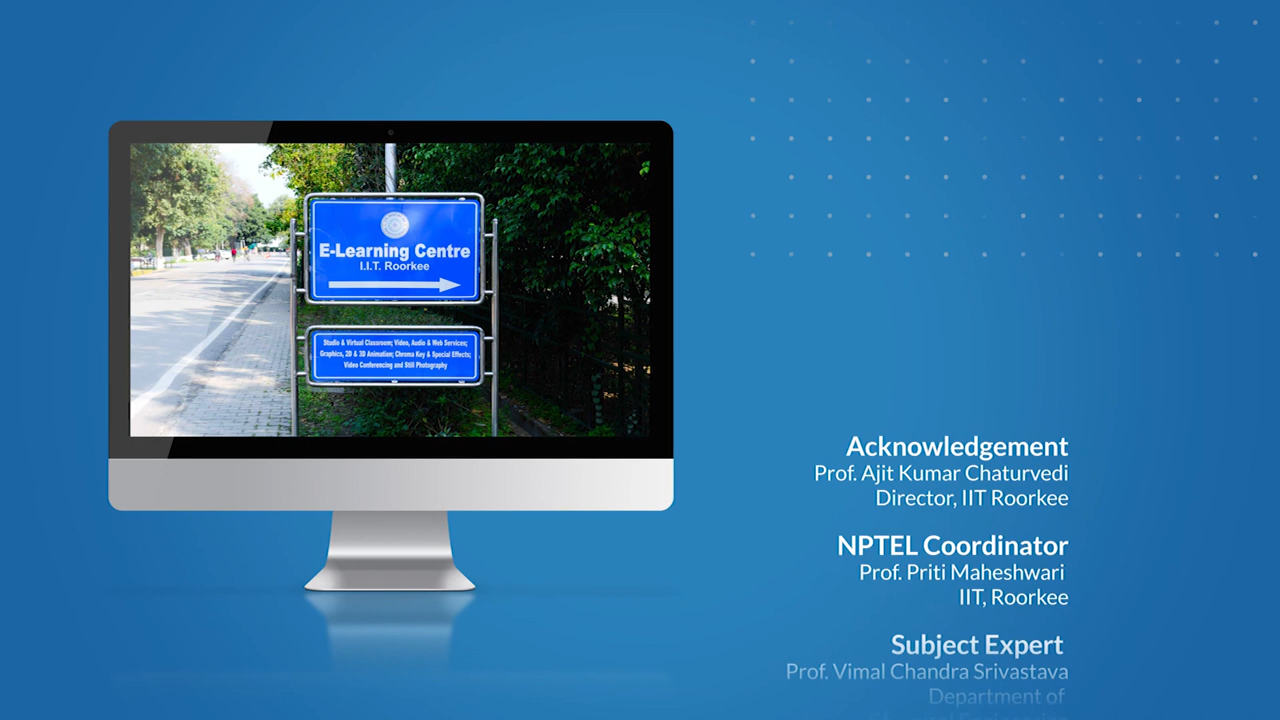 E-Learning Centre
I.I.T. Roorkee
Studio & Virtual Classroom; Video, Audio & Web Services;
Graphics, 2D & 3D Animation; Chroma Key & Special Effects;
Video Conferencing and Still Photography
Acknowledgement
Prof. Ajit Kumar Chaturvedi
Director, IIT Roorkee
NPTEL Coordinator
Prof. Priti Maheshwari
IIT, Roorkee
Subject Expert
Prof. Vimal Chandra Srivastava
Department of